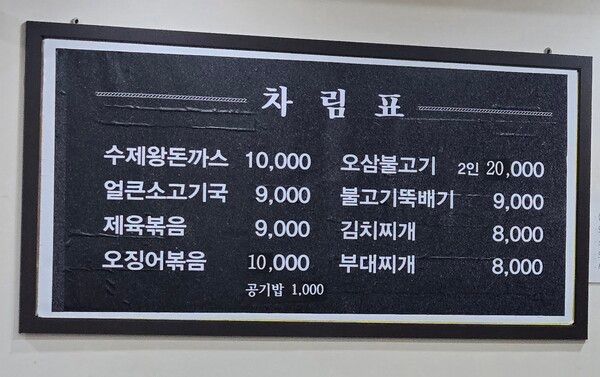 차림표
수제왕돈까스 10,000
얼큰소고기국 9,000
제육볶음 9,000
오징어볶음 10,000
공기밥 1,000
오삼불고기 2인 20,000
불고기뚝배기 9,000
김치찌개 8,000
부대찌개 8,000